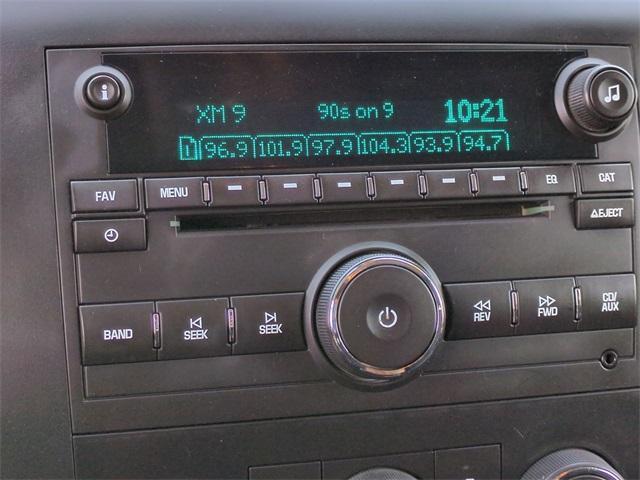 XM 9 90s on 9 10:21
1 96.9 101.9 97.9 104.3 93.9 94.7
FAV MENU EQ CAT
EJECT
BAND SEEK SEEK REV FWD CD/
AUX